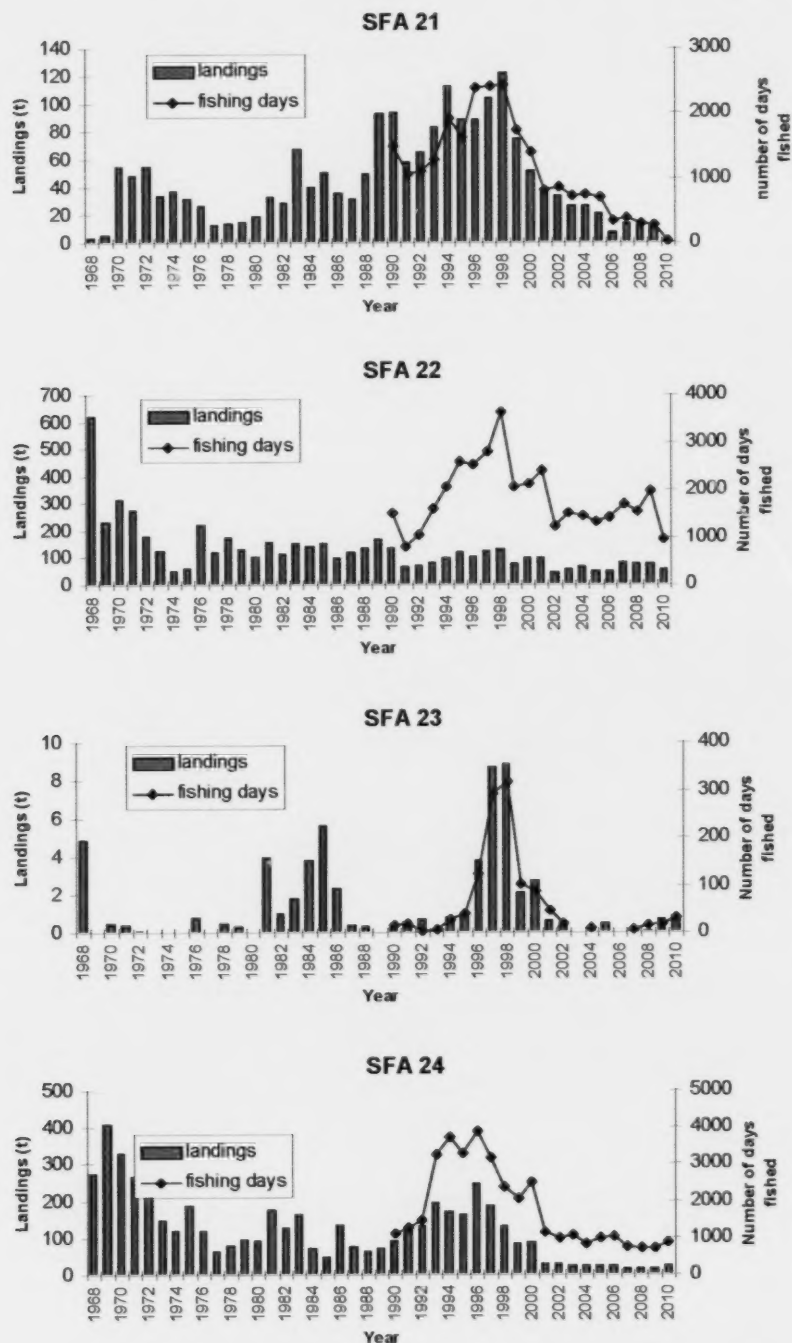 SFA 21
landings
fishing days
Landings (t)
140
120
100
80
60
40
20
0
3000
2000
1000
0
number of days
fished
1968 1970 1972 1974 1976 1978 1980 1982 1984 1986 1988 1990 1992 1994 1996 1998 2000 2002 2004 2006 2008 2010
Year
SFA 22
landings
fishing days
Landings (t)
700
600
500
400
300
200
100
0
4000
3000
2000
1000
0
Number of days
fished
1968 1970 1972 1974 1976 1978 1980 1982 1984 1986 1988 1990 1992 1994 1996 1998 2000 2002 2004 2006 2008 2010
Year
SFA 23
landings
fishing days
Landings (t)
10
8
6
4
2
0
400
300
200
100
0
Number of days
fished
1968 1970 1972 1974 1976 1978 1980 1982 1984 1986 1988 1990 1992 1994 1996 1998 2000 2002 2004 2006 2008 2010
Year
SFA 24
landings
fishing days
Landings (t)
500
400
300
200
100
0
5000
4000
3000
2000
1000
0
Number of days
fished
1968 1970 1972 1974 1976 1978 1980 1982 1984 1986 1988 1990 1992 1994 1996 1998 2000 2002 2004 2006 2008 2010
Year